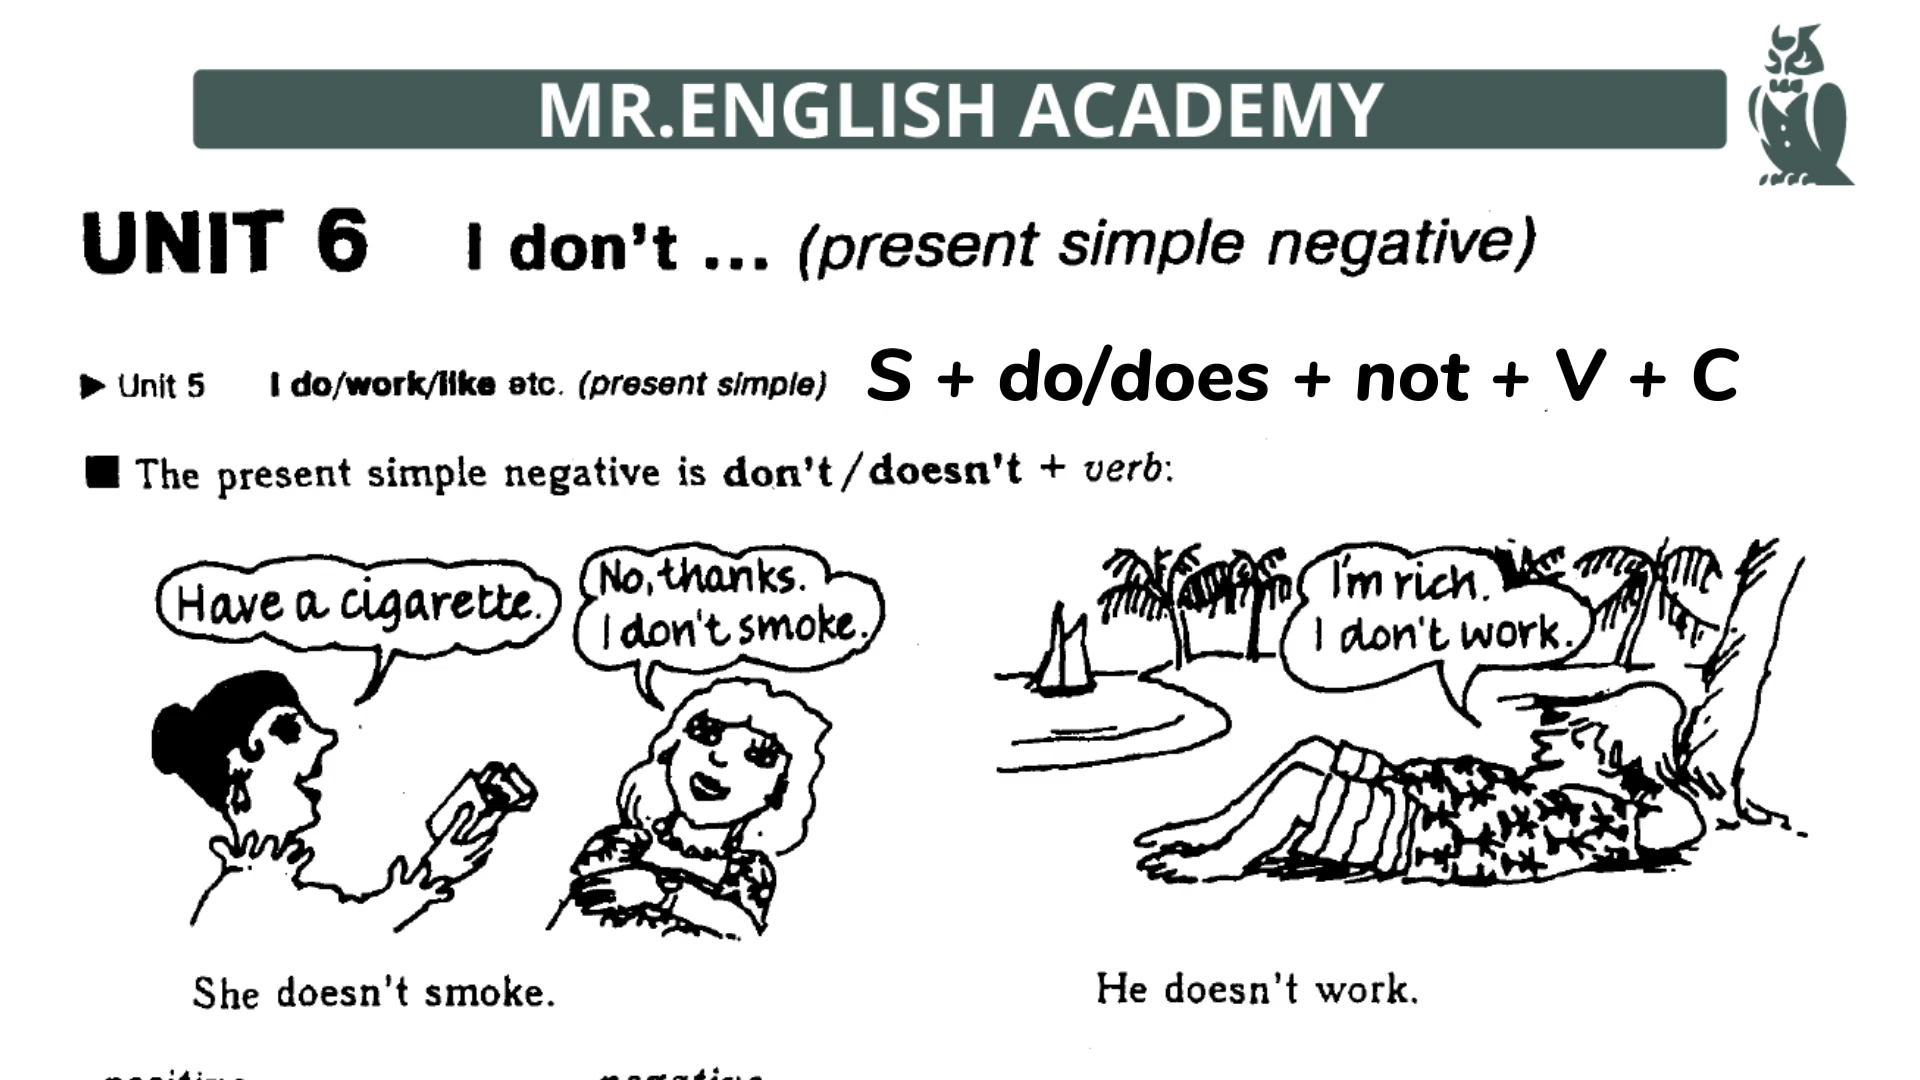 MR.ENGLISH ACADEMY
UNIT 6 I don't ... (present simple negative)
▶ Unit 5 I do/work/like etc. (present simple) S + do/does + not + V + C
■ The present simple negative is don't/doesn't + verb:
Have a cigarette.
No, thanks.
I don't smoke.
I'm rich.
I don't work.
She doesn't smoke.
He doesn't work.